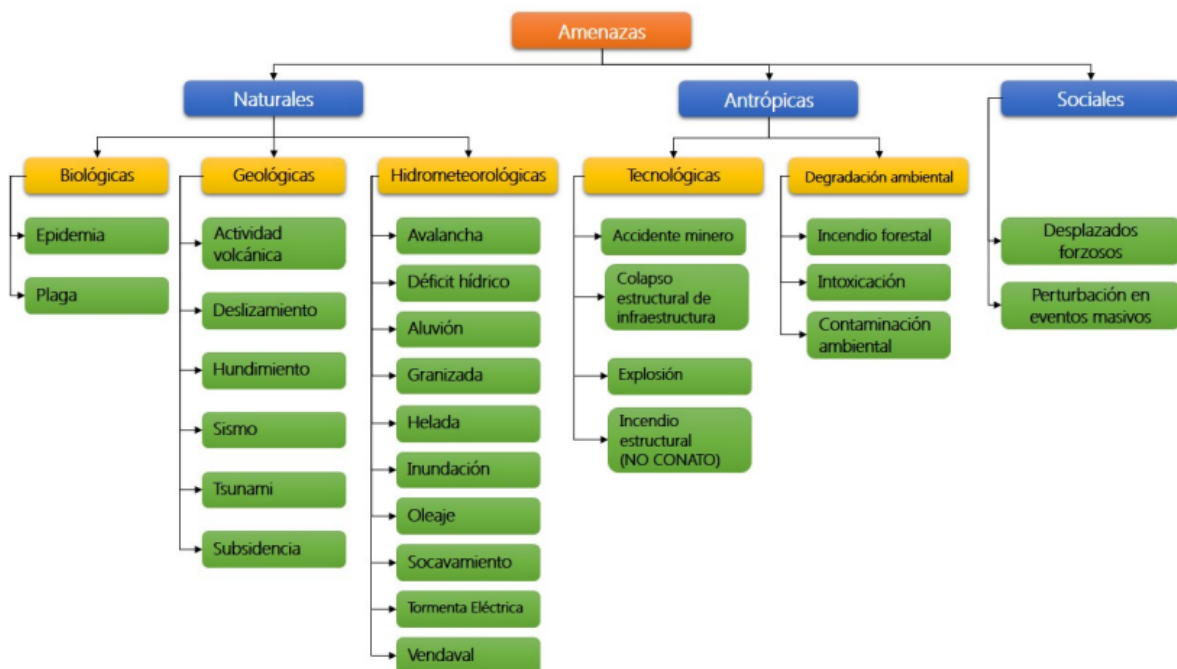 Amenazas
Naturales
Antrópicas
Sociales
Biológicas
Geológicas
Hidrometeorológicas
Tecnológicas
Degradación ambiental
Epidemia
Plaga
Actividad
volcánica
Deslizamiento
Hundimiento
Sismo
Tsunami
Subsidencia
Avalancha
Déficit hídrico
Aluvión
Granizada
Helada
Inundación
Oleaje
Socavamiento
Tormenta Eléctrica
Vendaval
Accidente minero
Colapso
estructural de
infraestructura
Explosión
Incendio
estructural
(NO CONATO)
Incendio forestal
Intoxicación
Contaminación
ambiental
Desplazados
forzosos
Perturbación en
eventos masivos